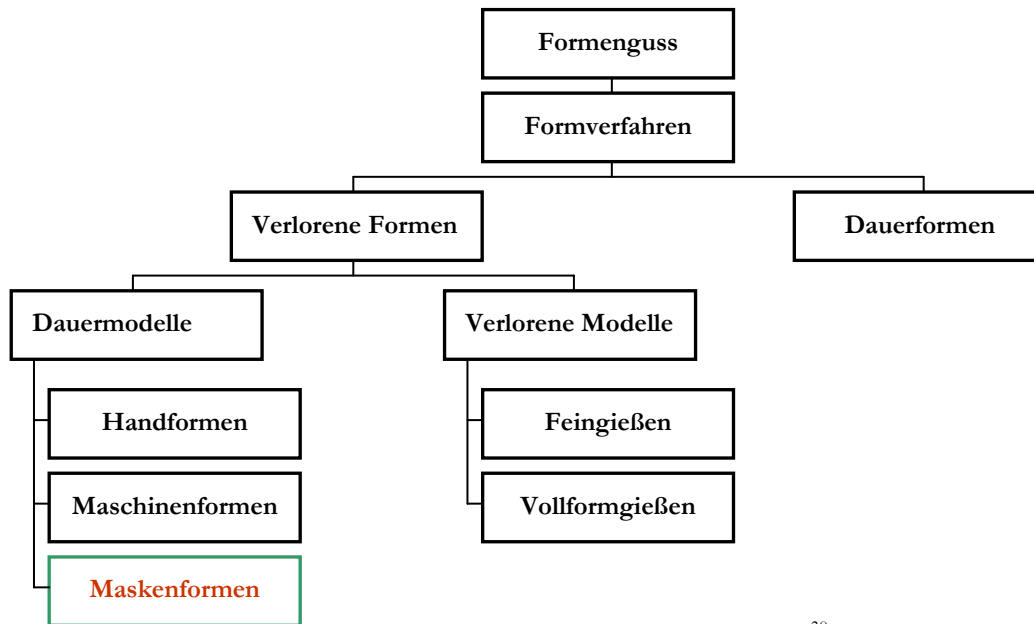 Formenguss
Formverfahren
Verlorene Formen
Dauerformen
Dauermodelle
Verlorene Modelle
Handformen
Feingießen
Maschinenformen
Vollformgießen
Maskenformen